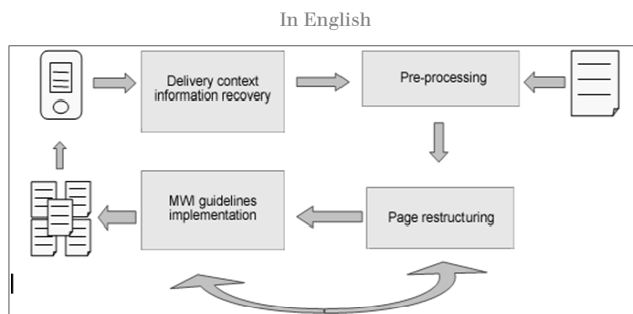 In English
Delivery context
information recovery
Pre-processing
MWI guidelines
implementation
Page restructuring